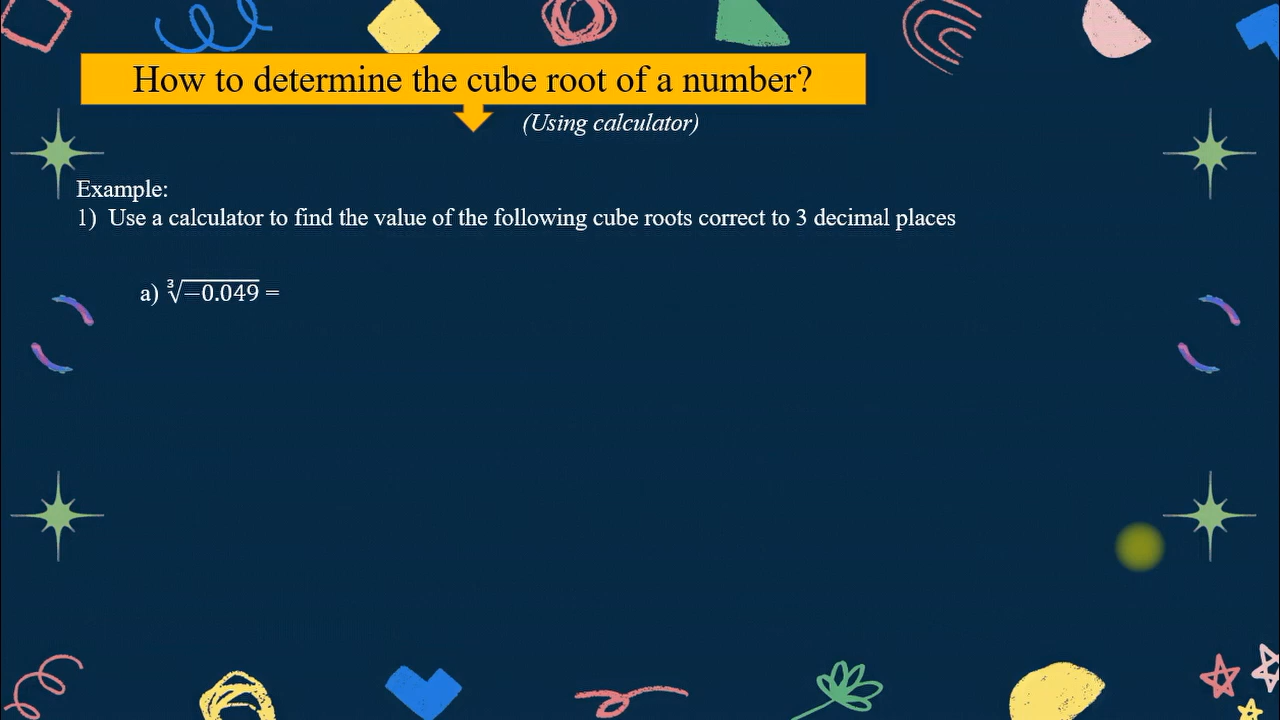 How to determine the cube root of a number?
(Using calculator)
Example:
1) Use a calculator to find the value of the following cube roots correct to 3 decimal places
a) ∛−0.049 =